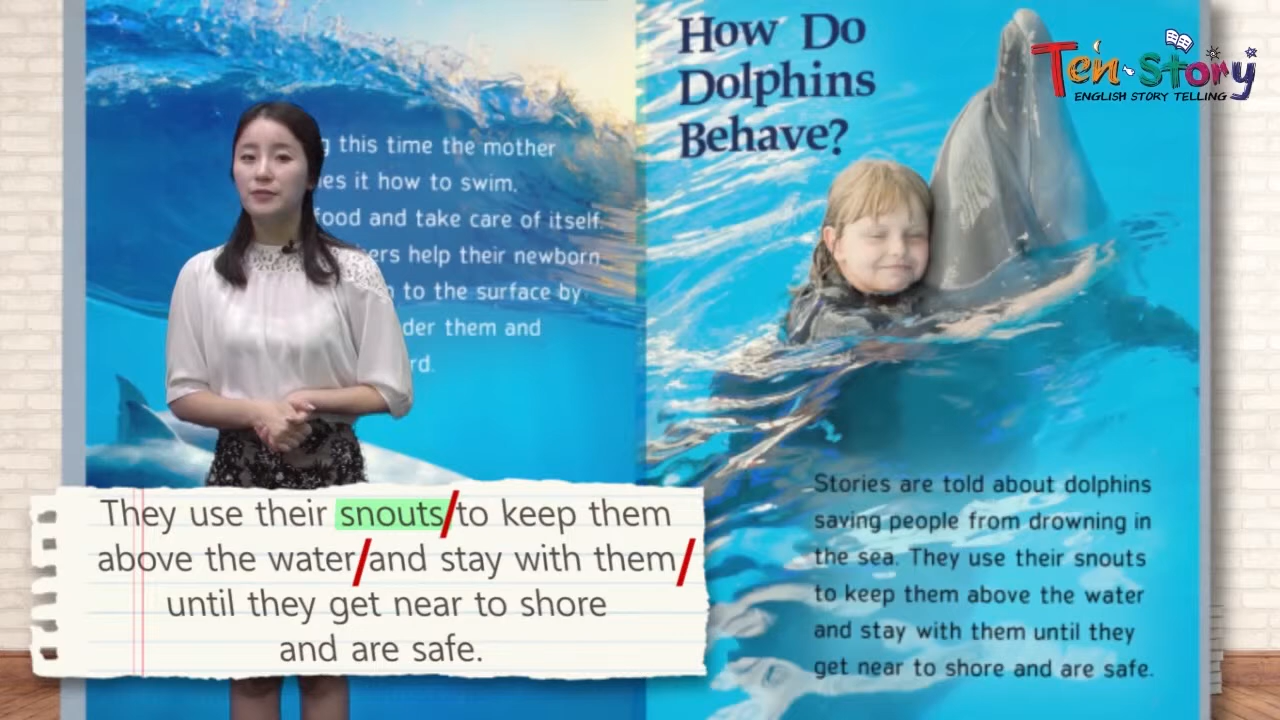 this time the mother
it how to swim.
food and take care of itself.
help their newborn
to the surface by
them and
How Do
Dolphins
Behave?
Ten Story
ENGLISH STORY TELLING
Stories are told about dolphins
saving people from drowning in
the sea. They use their snouts
to keep them above the water
and stay with them until they
get near to shore and are safe.
They use their snouts/to keep them
above the water/and stay with them/
until they get near to shore
and are safe.